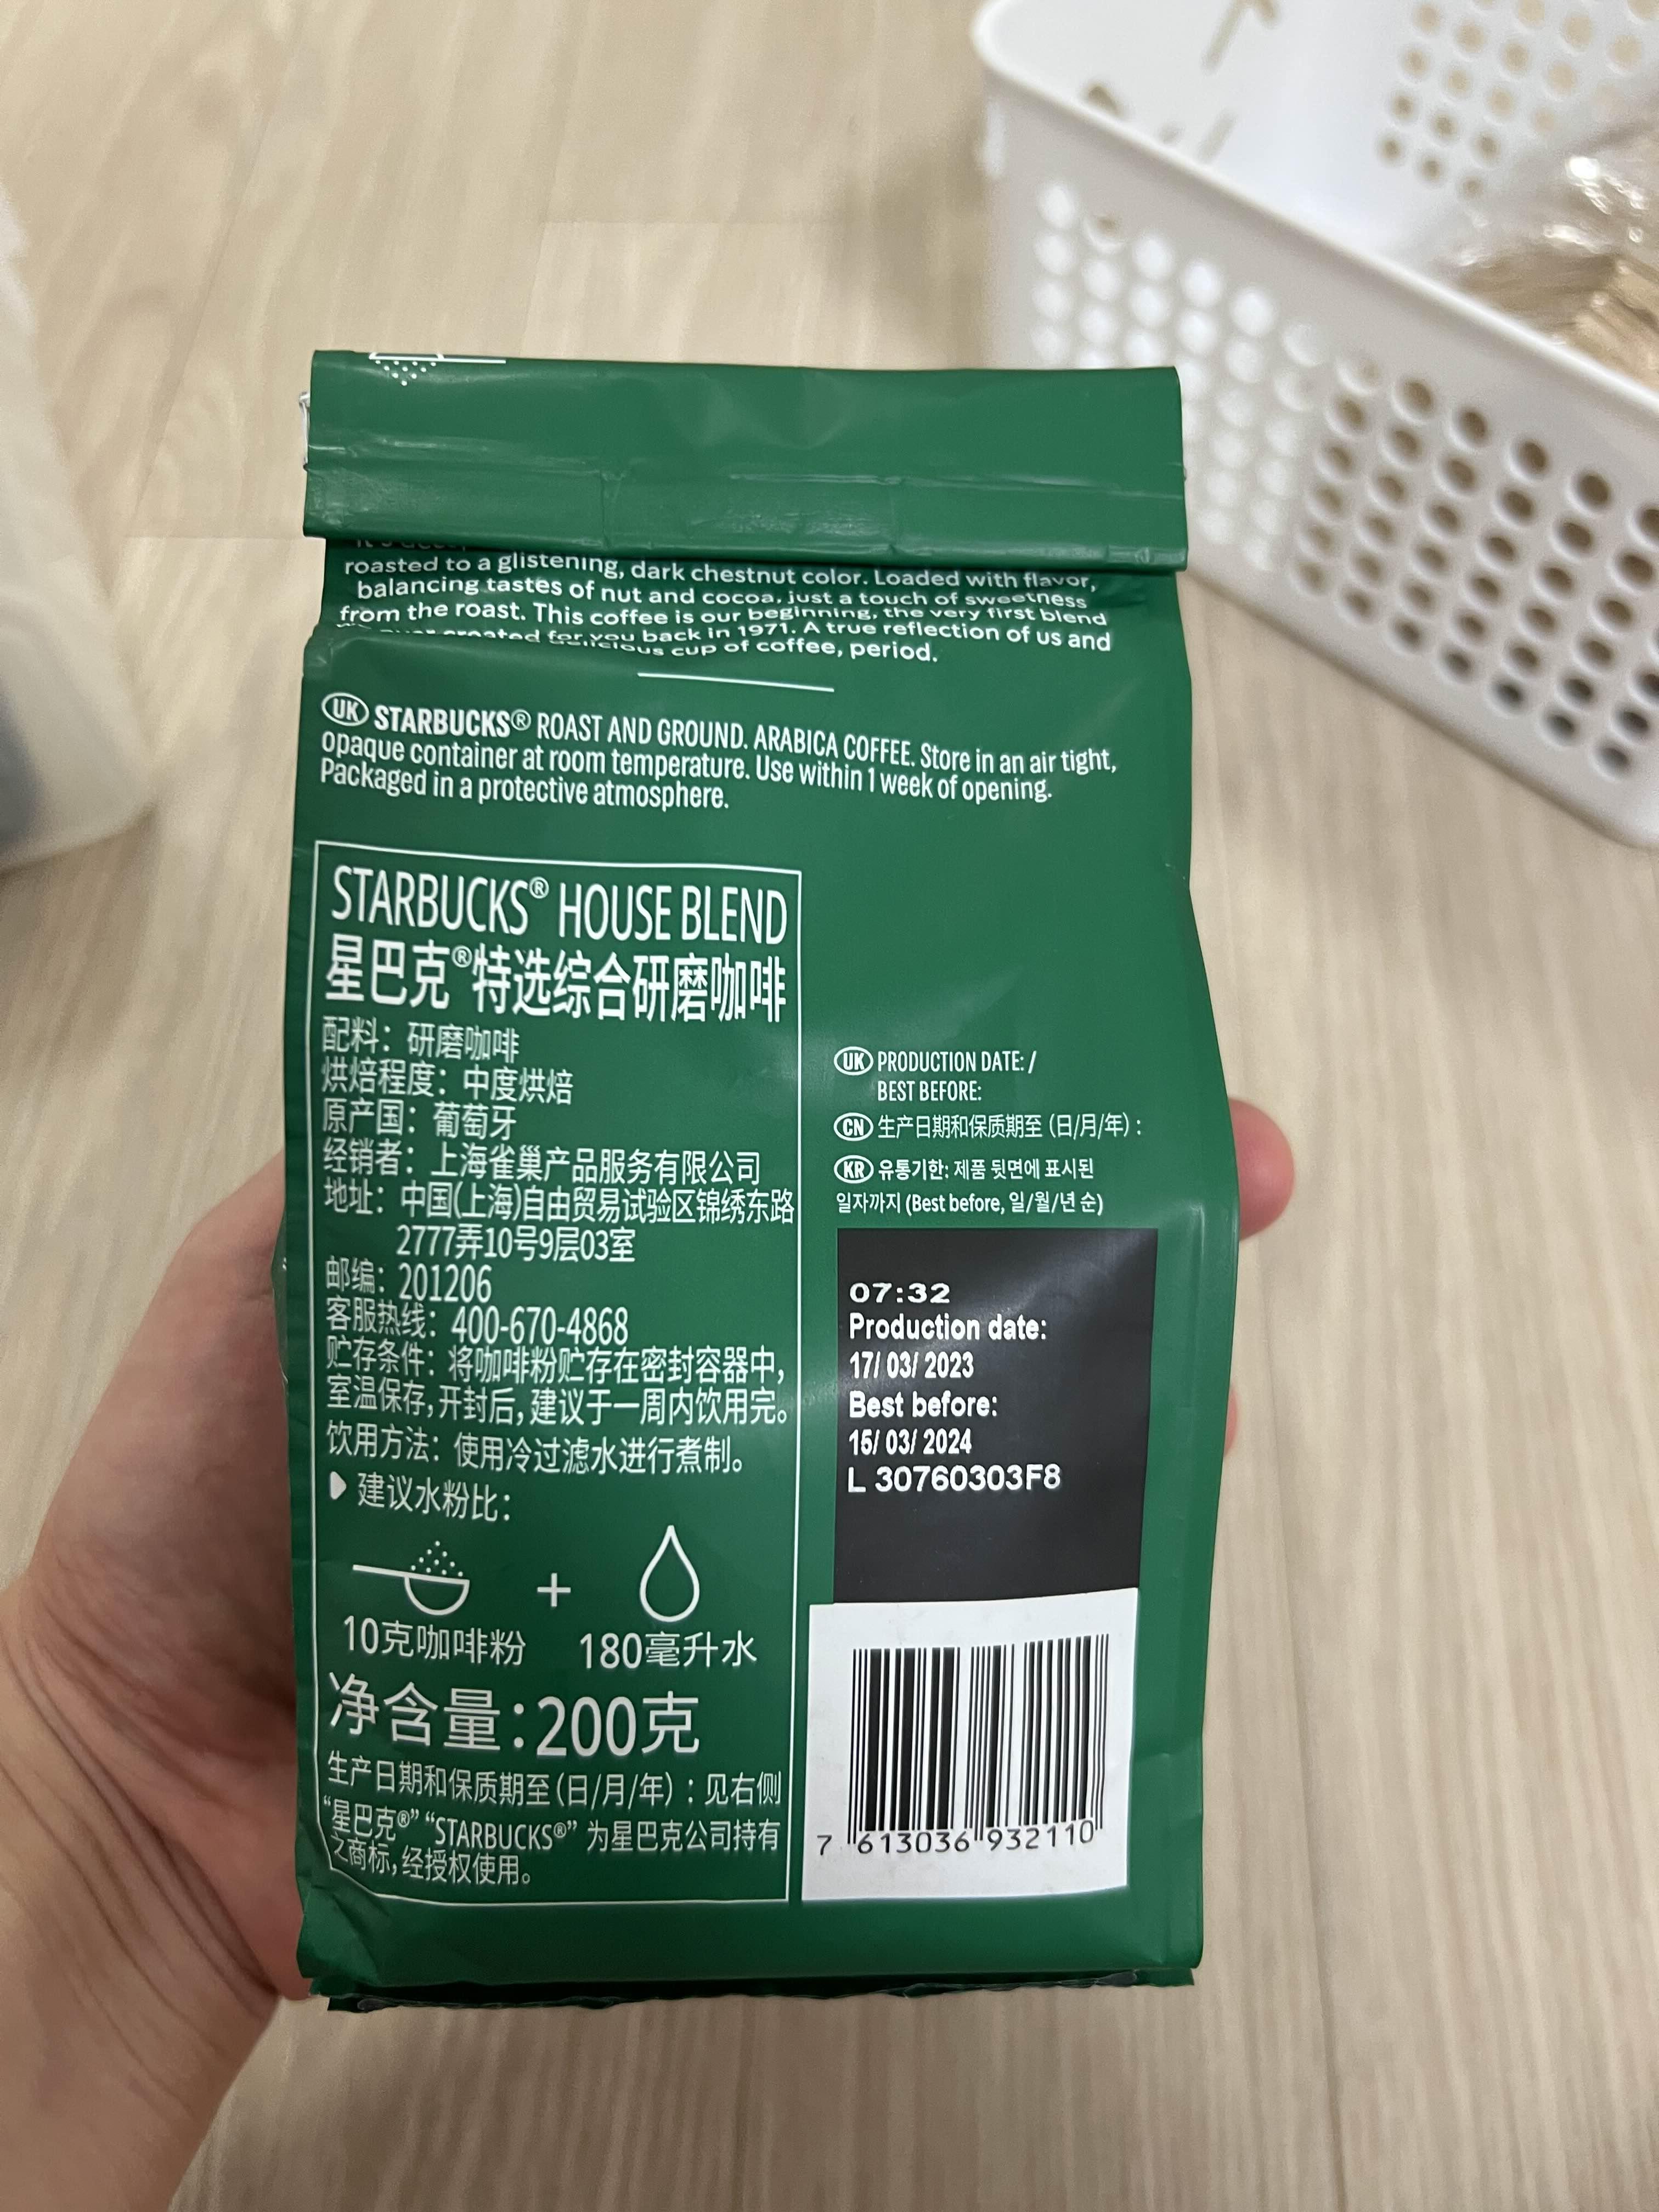 roasted to a glistening, dark chestnut color. Loaded with flavor,
balancing tastes of nut and cocoa, just a touch of sweetness
from the roast. This coffee is our beginning, the very first blend
created for you back in 1971. A true reflection of us and
delicious cup of coffee, period.
UK STARBUCKS® ROAST AND GROUND. ARABICA COFFEE. Store in an air tight,
opaque container at room temperature. Use within 1 week of opening.
Packaged in a protective atmosphere.
STARBUCKS® HOUSE BLEND
星巴克®特选综合研磨咖啡
配料：研磨咖啡
烘焙程度：中度烘焙
原产国：葡萄牙
经销者：上海雀巢产品服务有限公司
地址：中国(上海)自由贸易试验区锦绣东路
2777弄10号9层03室
邮编：201206
客服热线：400-670-4868
贮存条件：将咖啡粉贮存在密封容器中，
室温保存，开封后，建议于一周内饮用完。
饮用方法：使用冷过滤水进行煮制。
建议水粉比：
10克咖啡粉 + 180毫升水
净含量：200克
生产日期和保质期至（日/月/年）：见右侧
“星巴克®” “STARBUCKS®” 为星巴克公司持有
之商标，经授权使用。
UK PRODUCTION DATE: /
BEST BEFORE:
CN 生产日期和保质期至（日/月/年）：
KR 유통기한: 제품 뒷면에 표시된
일자까지 (Best before, 일/월/년 순)
07:32
Production date:
17/ 03/ 2023
Best before:
15/ 03/ 2024
L 30760303F8
7 613036 932110